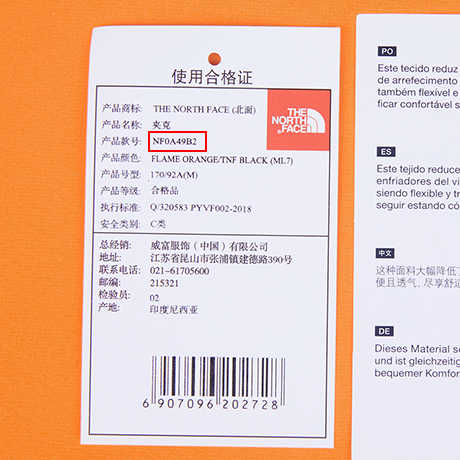 使用合格证
产品商标: THE NORTH FACE (北面)
产品名称: 夹克
产品款号: NF0A49B2
产品颜色: FLAME ORANGE/TNF BLACK (ML7)
产品号型: 170/92A(M)
产品等级: 合格品
执行标准: Q/320583 PYVF002-2018
安全类别: C类
THE
NORTH
FACE
总经销: 威富服饰（中国）有限公司
地址: 江苏省昆山市张浦镇建德路390号
联系电话: 021-61705600
邮编: 215321
检验员: 02
产地: 印度尼西亚
6 907096 202728
PO
Este tecido reduz
de arrefecimento
também flexível e
ficar confortável s
ES
Este tejido reduce
enfriadores del vi
siendo flexible y tr
seguir estando có
中文
这种面料大幅降低了
便且透气，尽享舒适
DE
Dieses Material sc
und ist gleichzeitig
bequemer Komfor